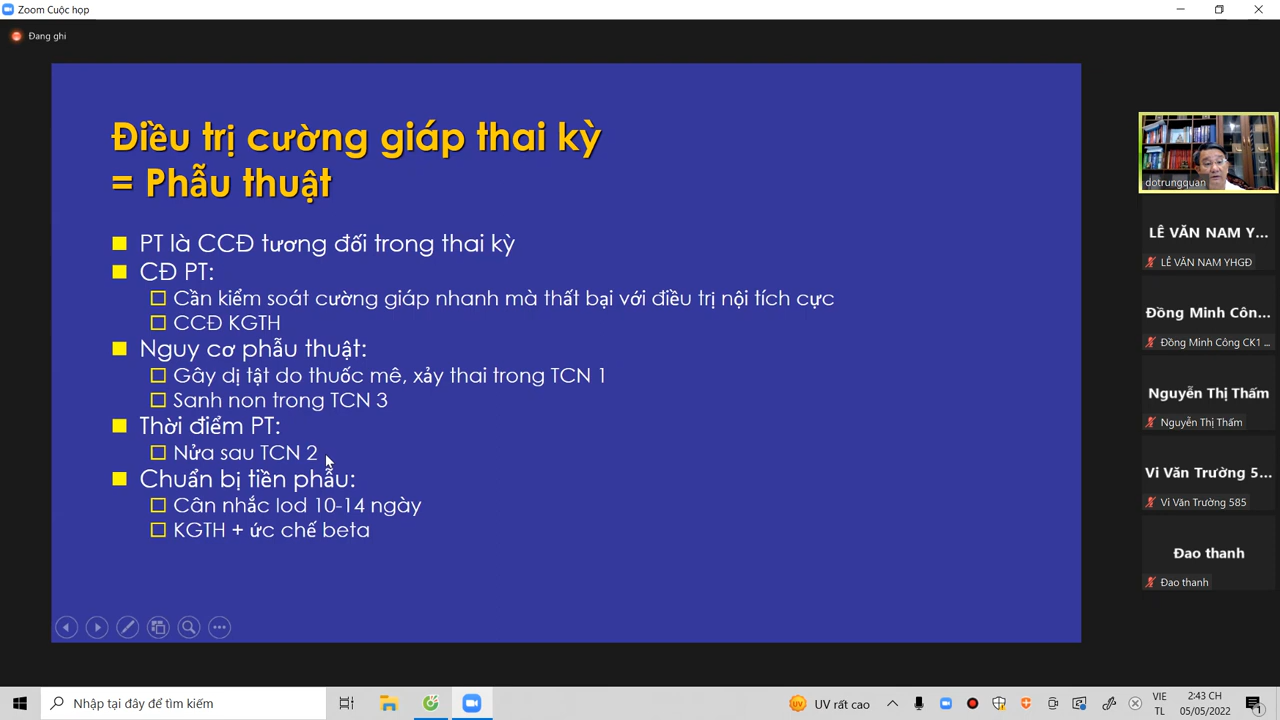 Zoom Cuộc họp
Đang ghi
Điều trị cường giáp thai kỳ
= Phẫu thuật
PT là CCĐ tương đối trong thai kỳ
CĐ PT:
Cần kiểm soát cường giáp nhanh mà thất bại với điều trị nội tích cực
CCĐ KGTH
Nguy cơ phẫu thuật:
Gây dị tật do thuốc mê, xảy thai trong TCN 1
Sanh non trong TCN 3
Thời điểm PT:
Nửa sau TCN 2
Chuẩn bị tiền phẫu:
Cân nhắc Iod 10-14 ngày
KGTH + ức chế beta
dotrungquan
LÊ VĂN NAM Y...
LÊ VĂN NAM YHGĐ
Đồng Minh Côn...
Đồng Minh Công CK1 ...
Nguyễn Thị Thấm
Nguyễn Thị Thấm
Vi Văn Trường 5...
Vi Văn Trường 585
Đao thanh
Đao thanh
Nhập tại đây để tìm kiếm
UV rất cao
VIE
TL
2:43 CH
05/05/2022
1